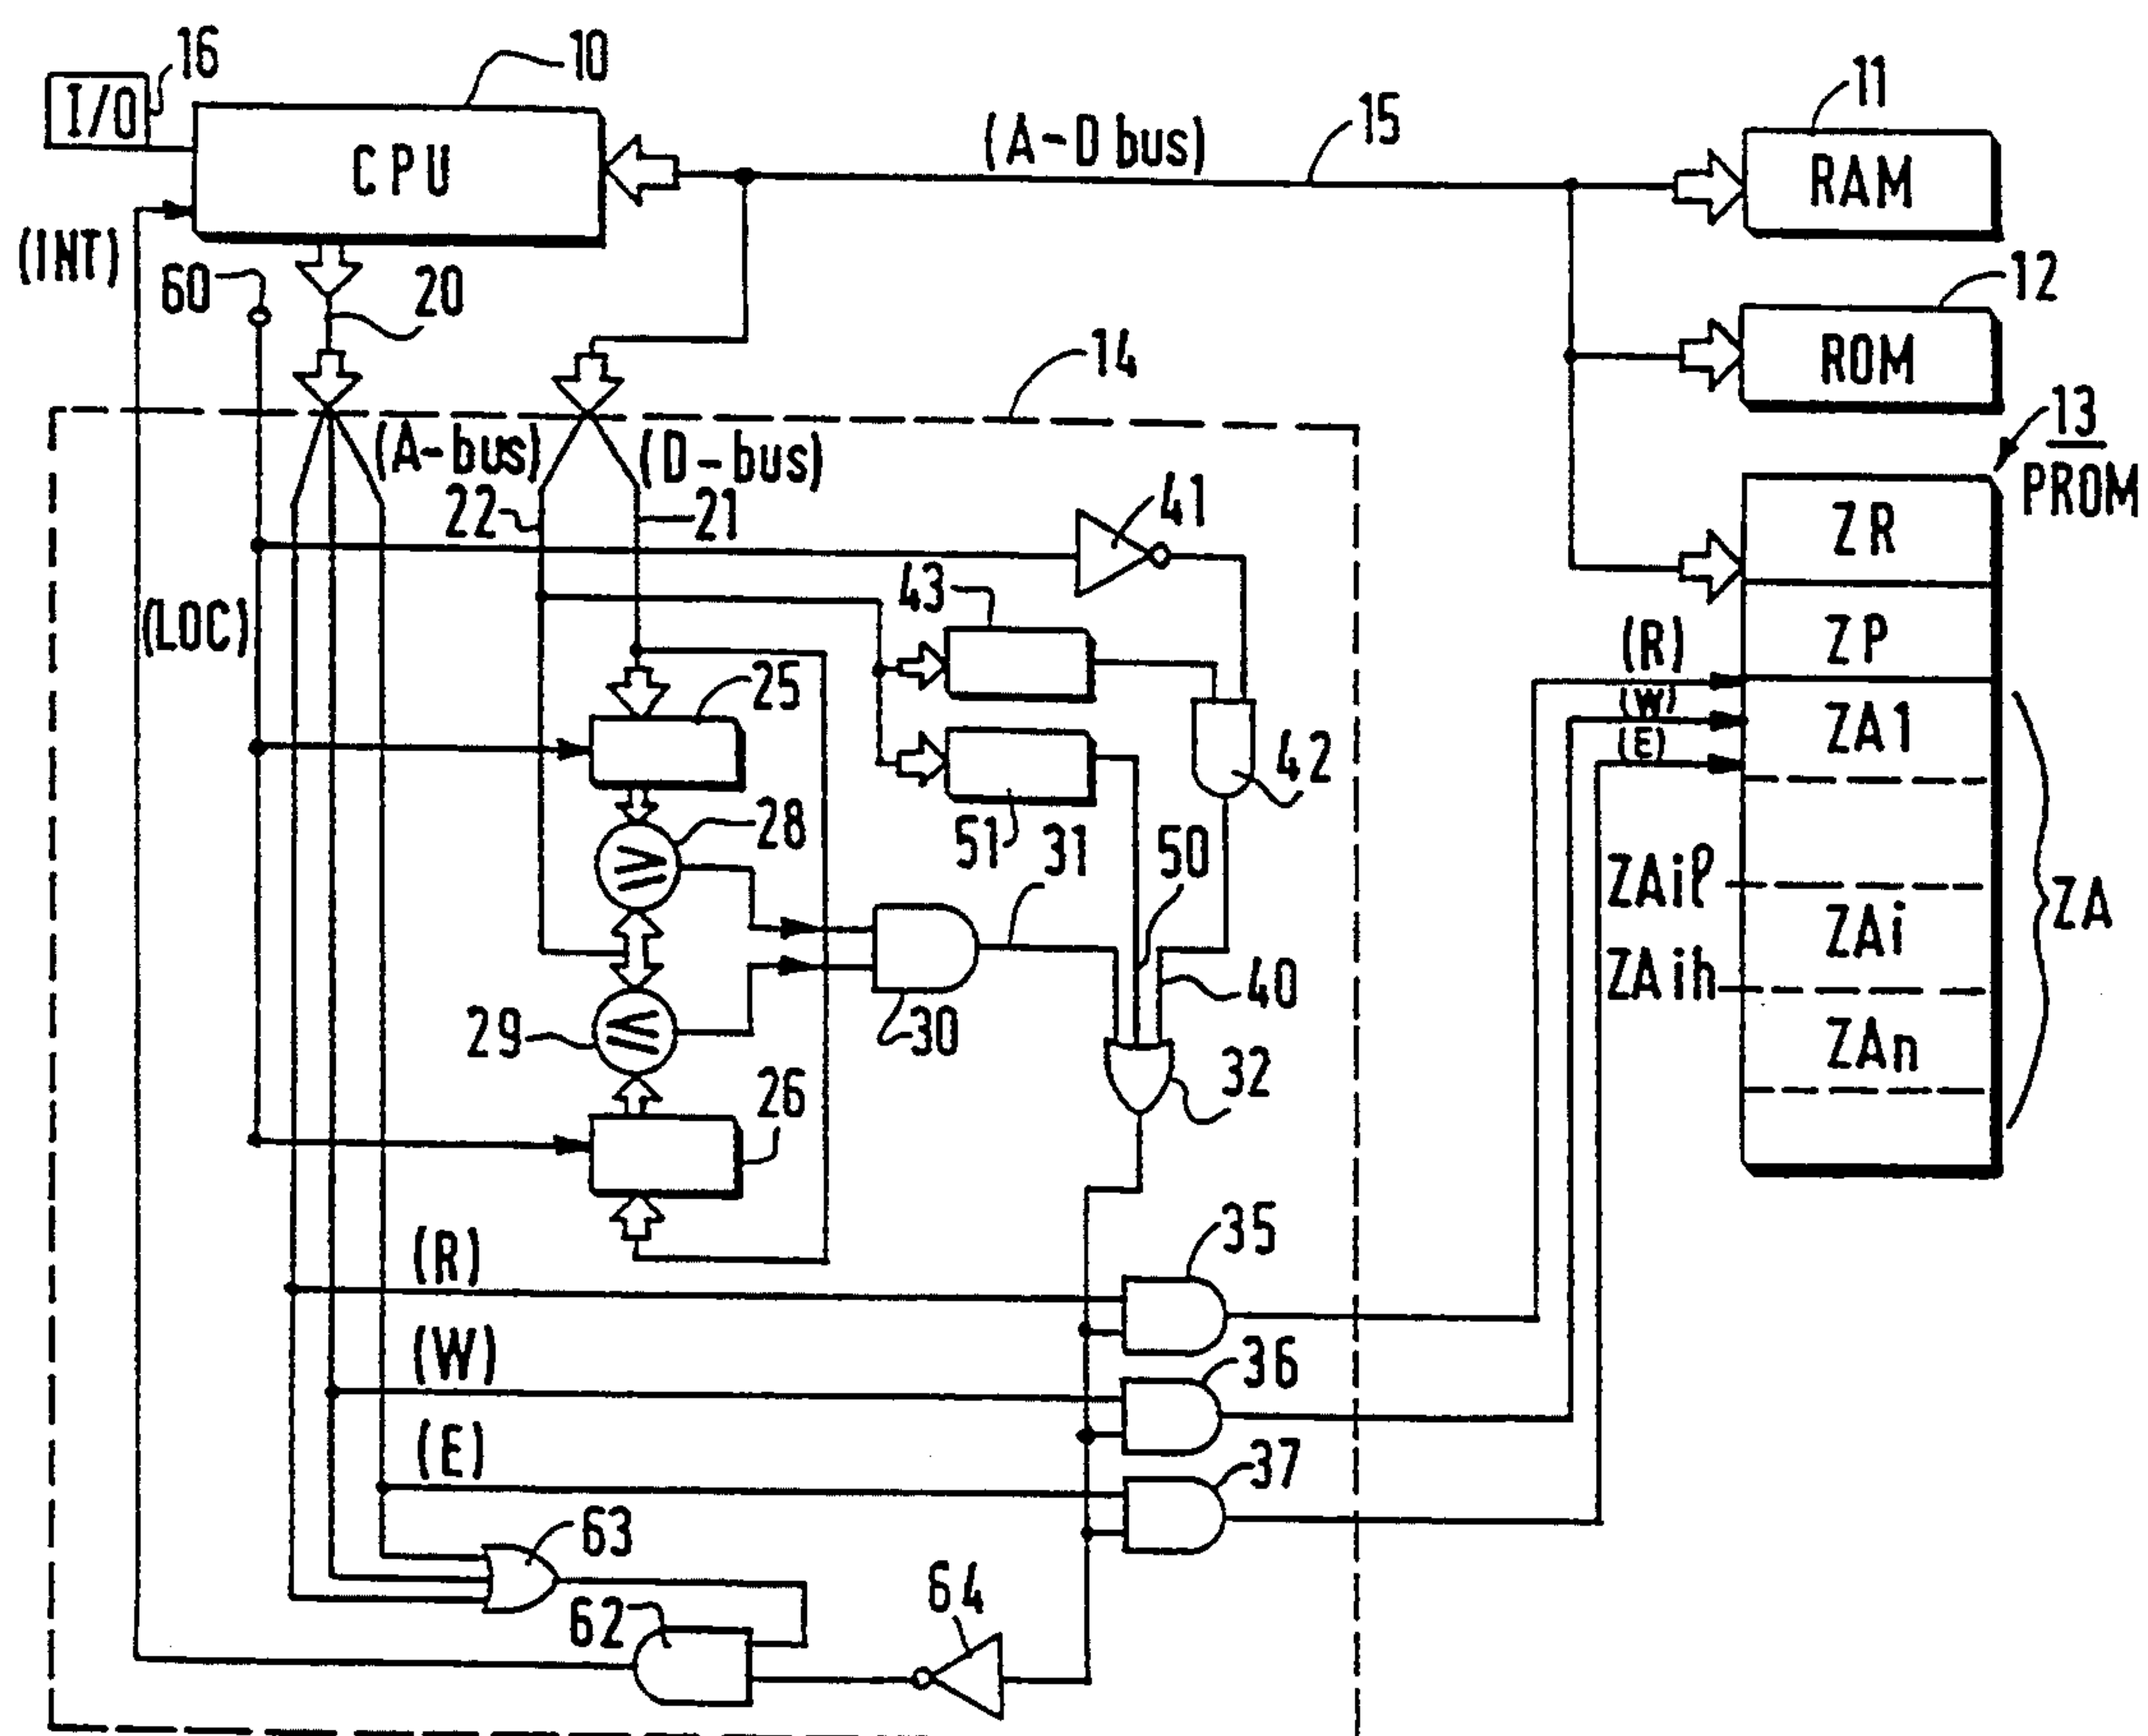 16
10
I/O
CPU
(A-D bus)
15
11
RAM
(INT)
60
20
12
ROM
14
13
PROM
(A-bus)
(D-bus)
22
21
41
ZR
(LOC)
43
ZP
(R)
(W)
(E)
25
ZA1
42
28
51
31
50
ZAiℓ
ZAi
ZA
ZAih
40
29
30
ZAn
32
26
(R)
35
(W)
36
(E)
37
63
62
64